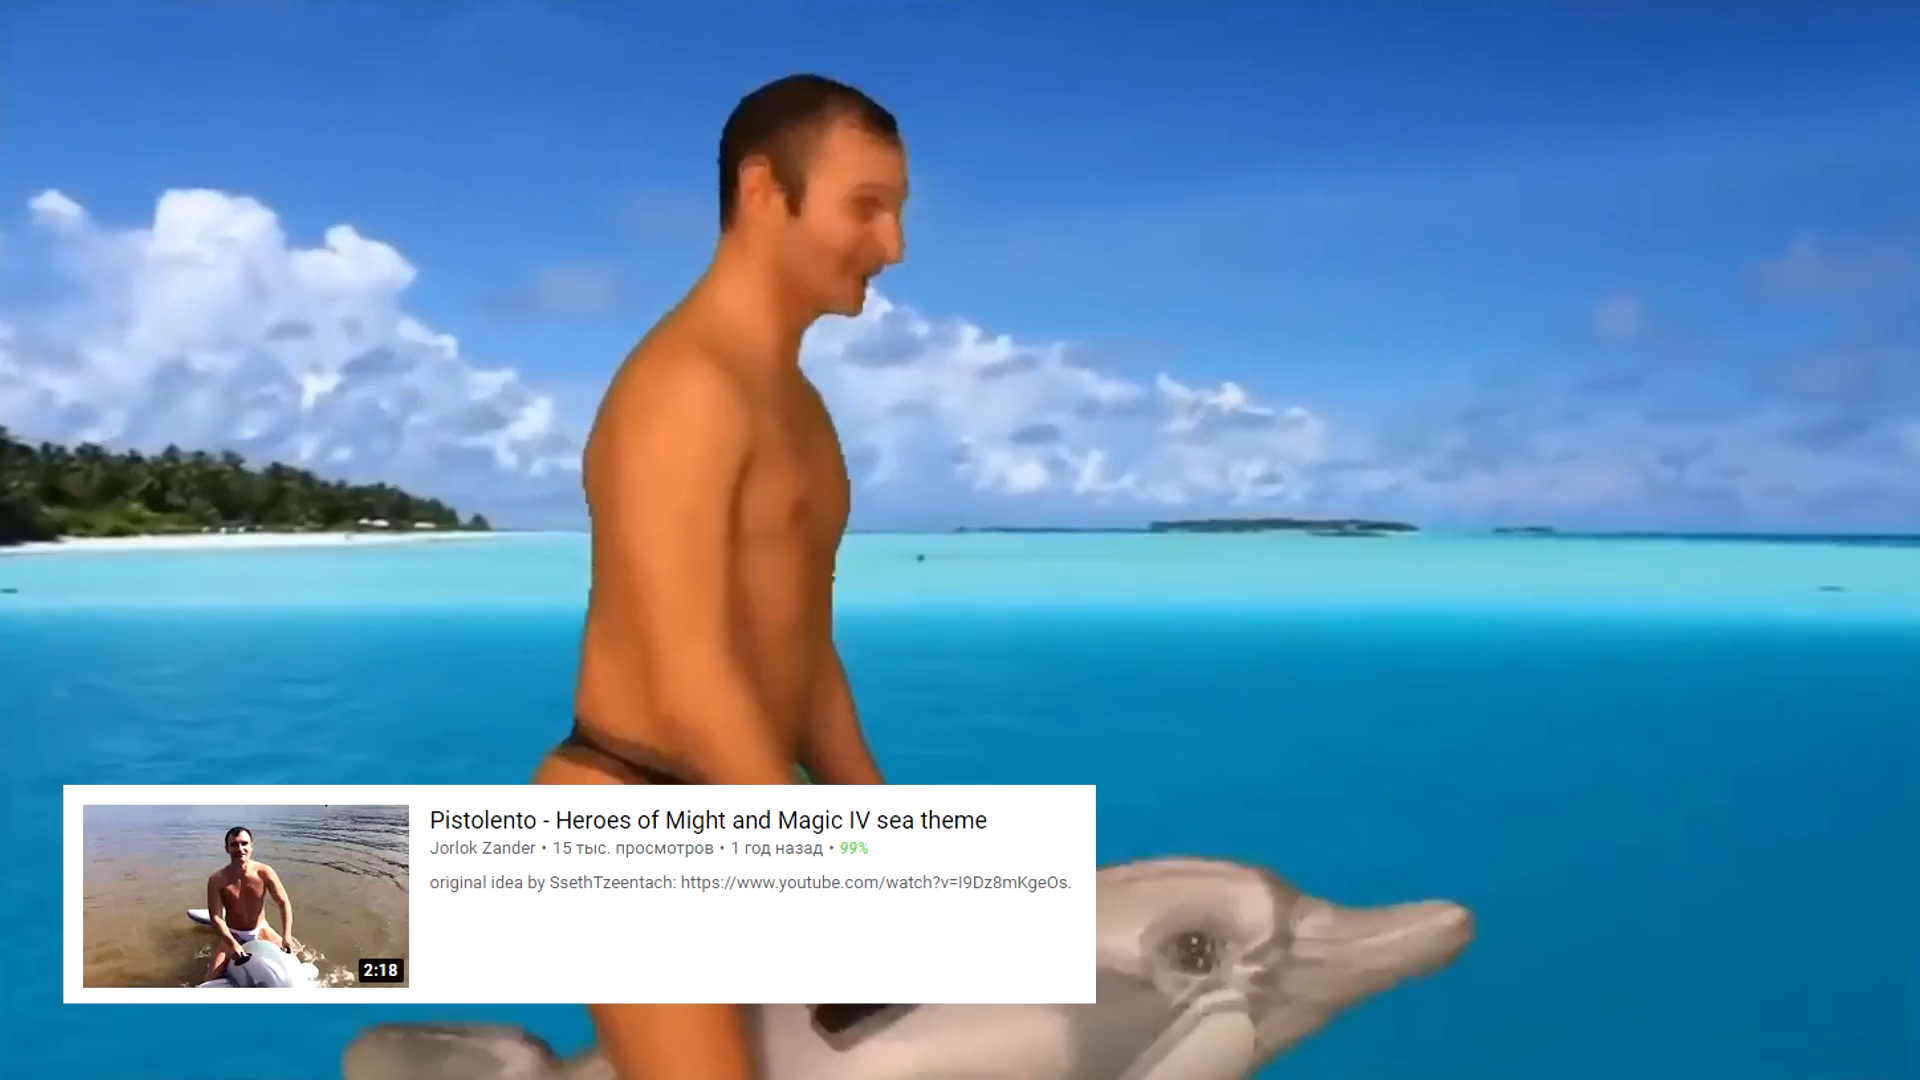 Pistolento - Heroes of Might and Magic IV sea theme
Jorlok Zander • 15 тыс. просмотров • 1 год назад • 99%
original idea by SsethTzeentach: https://www.youtube.com/watch?v=I9Dz8mKgeOs.
2:18